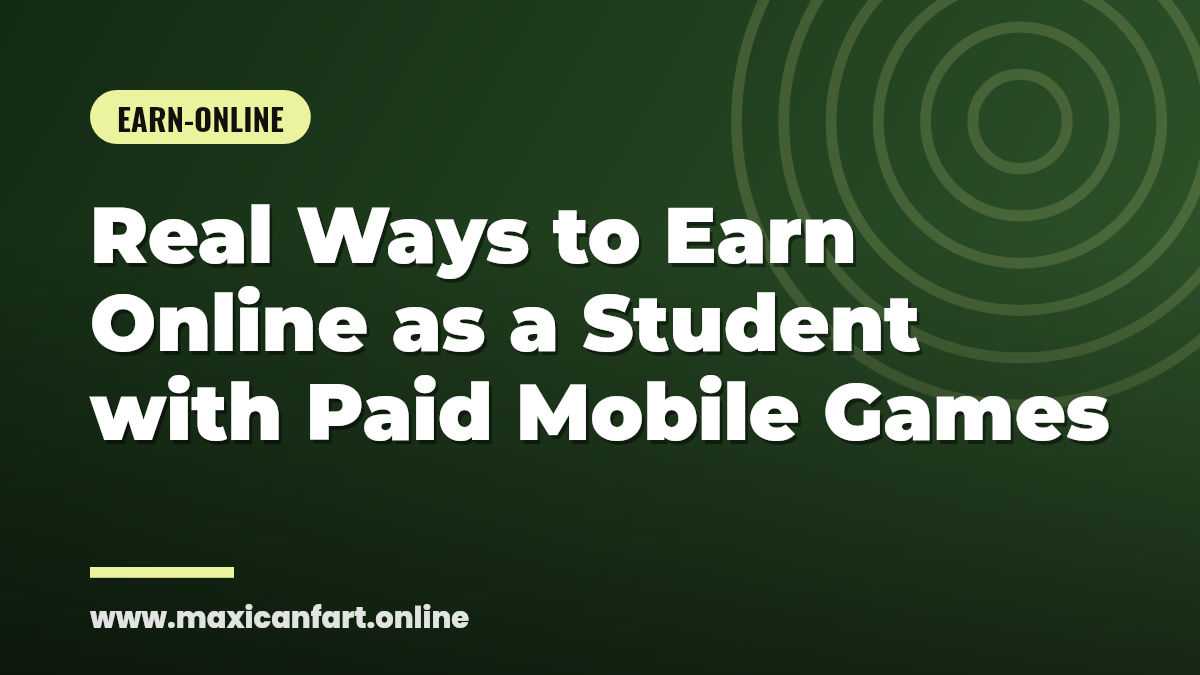 EARN-ONLINE
Real Ways to Earn
Online as a Student
with Paid Mobile Games
www.maxicanfart.online